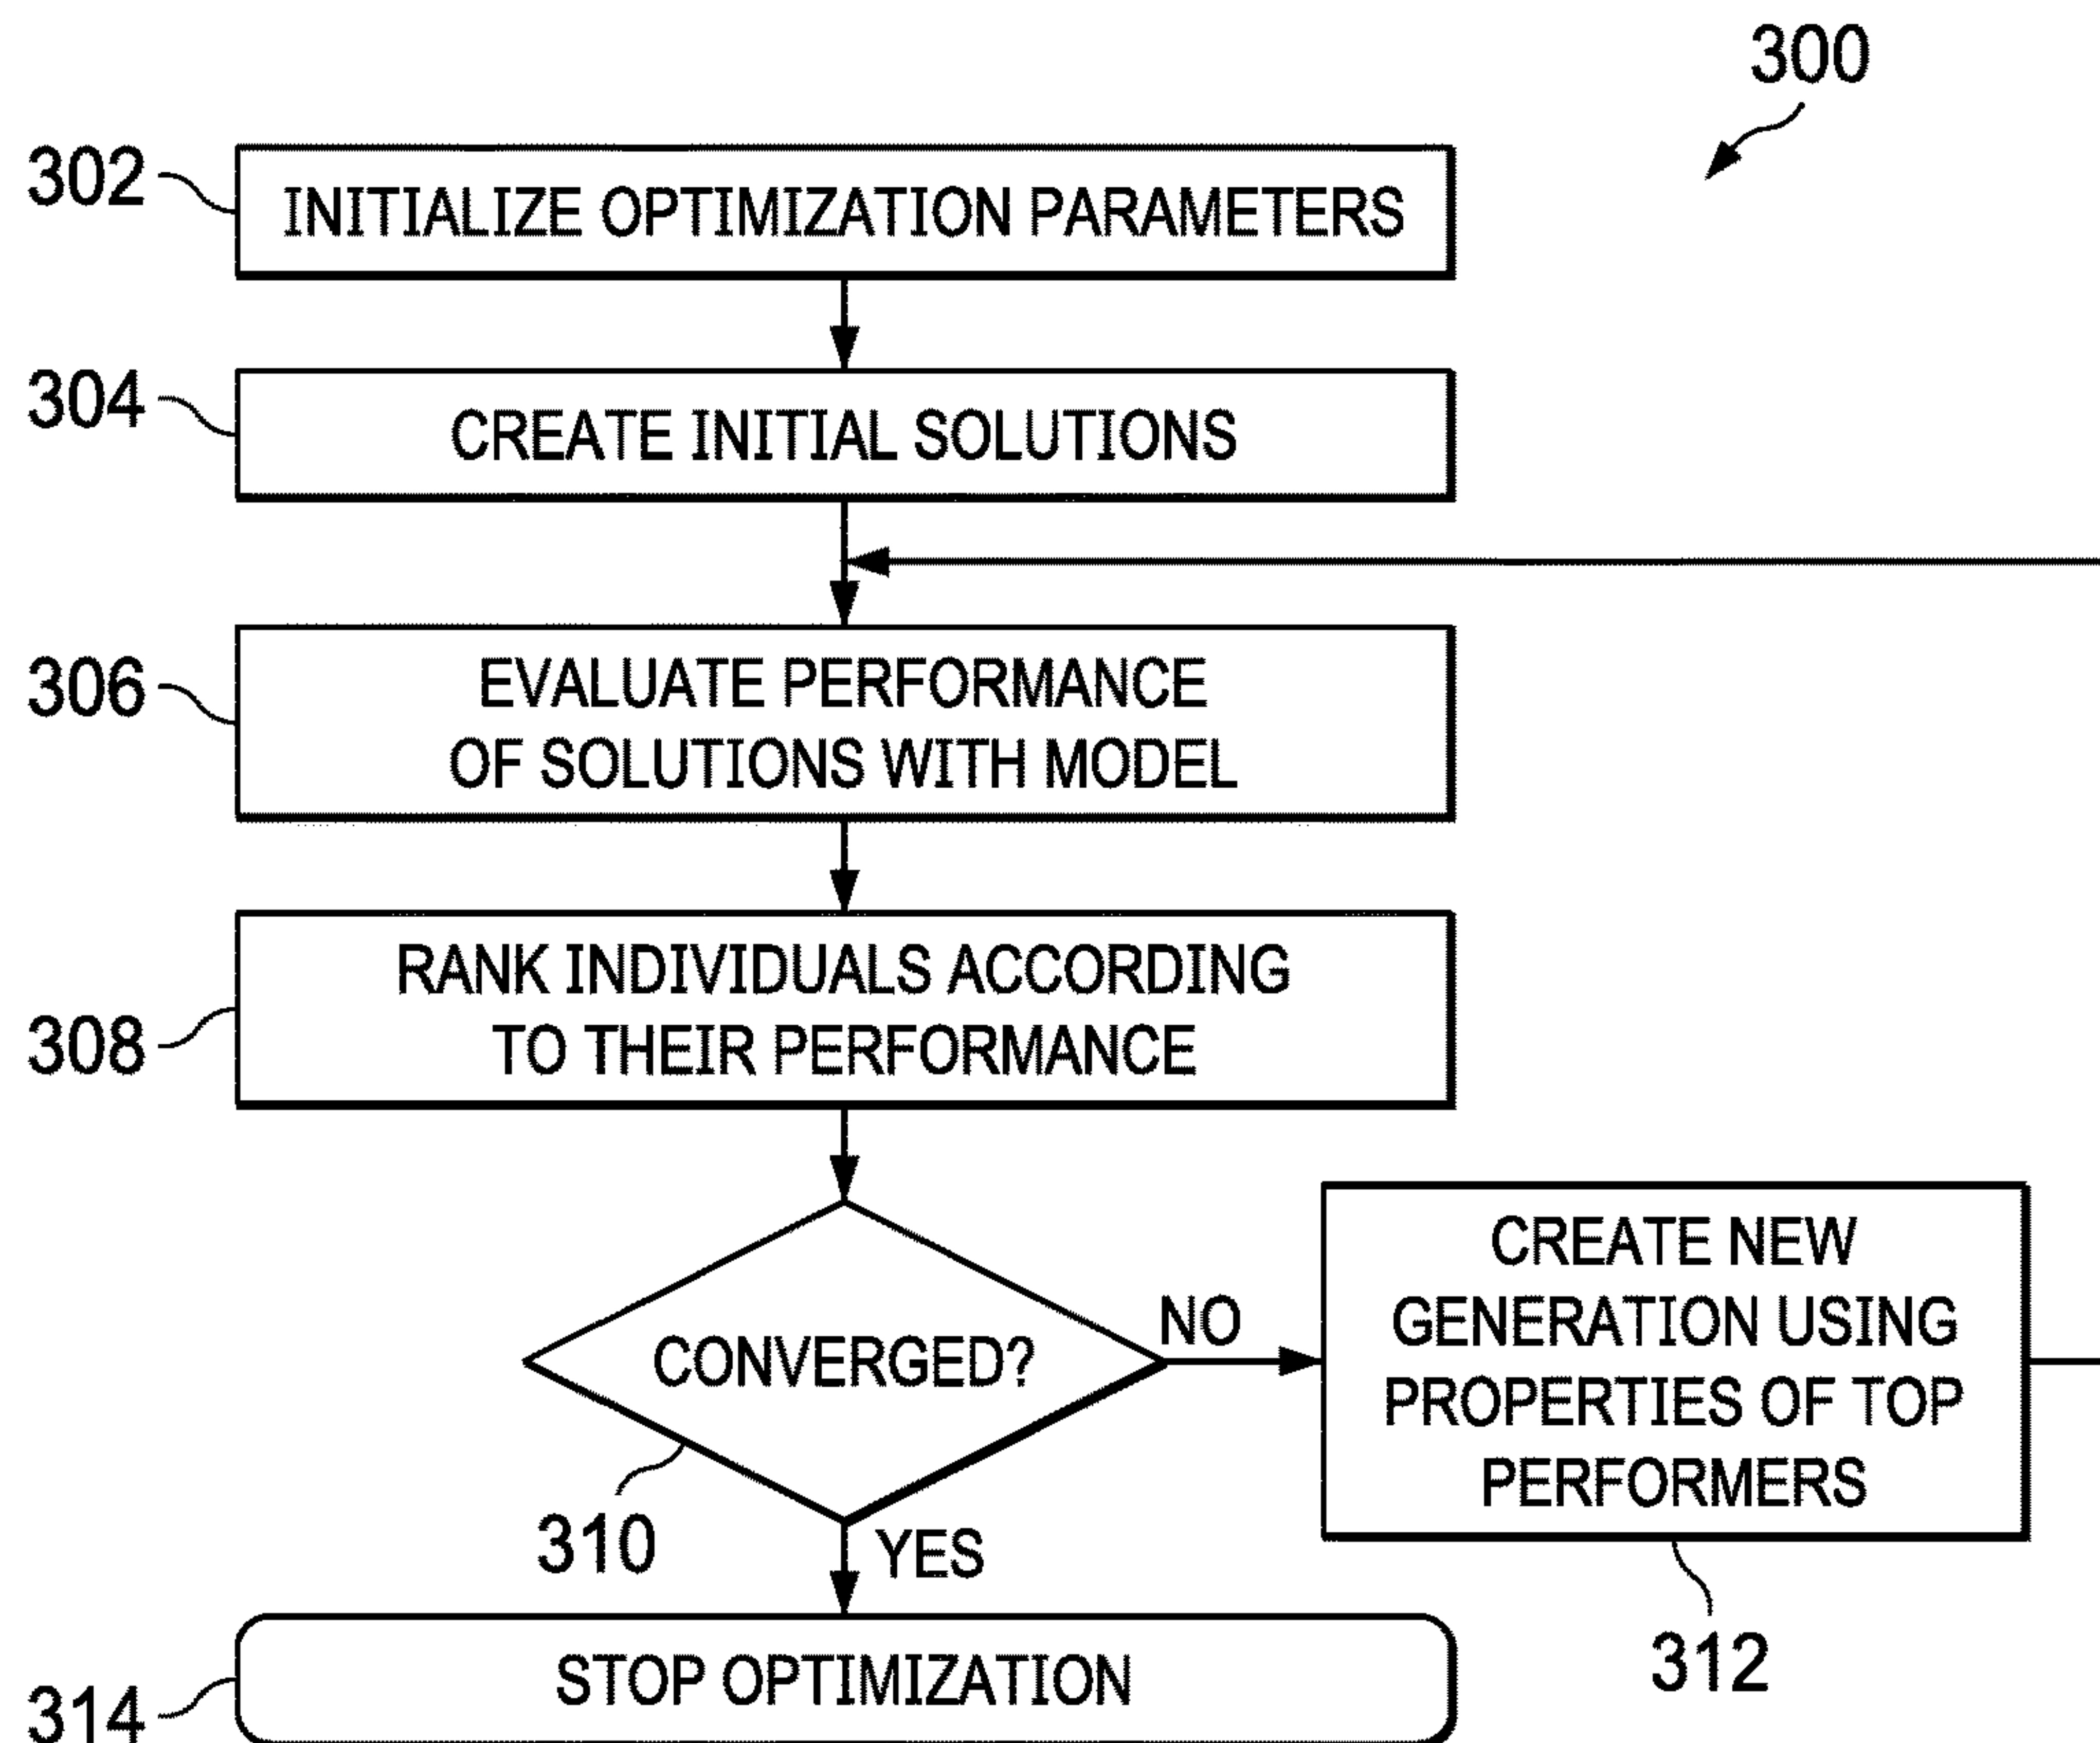 300
302
INITIALIZE OPTIMIZATION PARAMETERS
304
CREATE INITIAL SOLUTIONS
306
EVALUATE PERFORMANCE
OF SOLUTIONS WITH MODEL
308
RANK INDIVIDUALS ACCORDING
TO THEIR PERFORMANCE
CONVERGED?
310
NO
CREATE NEW
GENERATION USING
PROPERTIES OF TOP
PERFORMERS
312
YES
314
STOP OPTIMIZATION